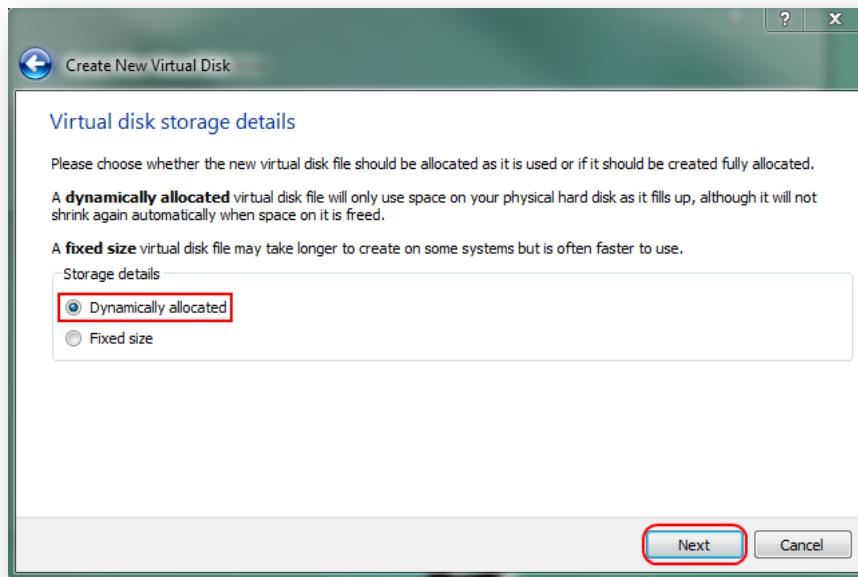 ?
X
Create New Virtual Disk
Virtual disk storage details
Please choose whether the new virtual disk file should be allocated as it is used or if it should be created fully allocated.
A dynamically allocated virtual disk file will only use space on your physical hard disk as it fills up, although it will not
shrink again automatically when space on it is freed.
A fixed size virtual disk file may take longer to create on some systems but is often faster to use.
Storage details
Dynamically allocated
Fixed size
Next
Cancel